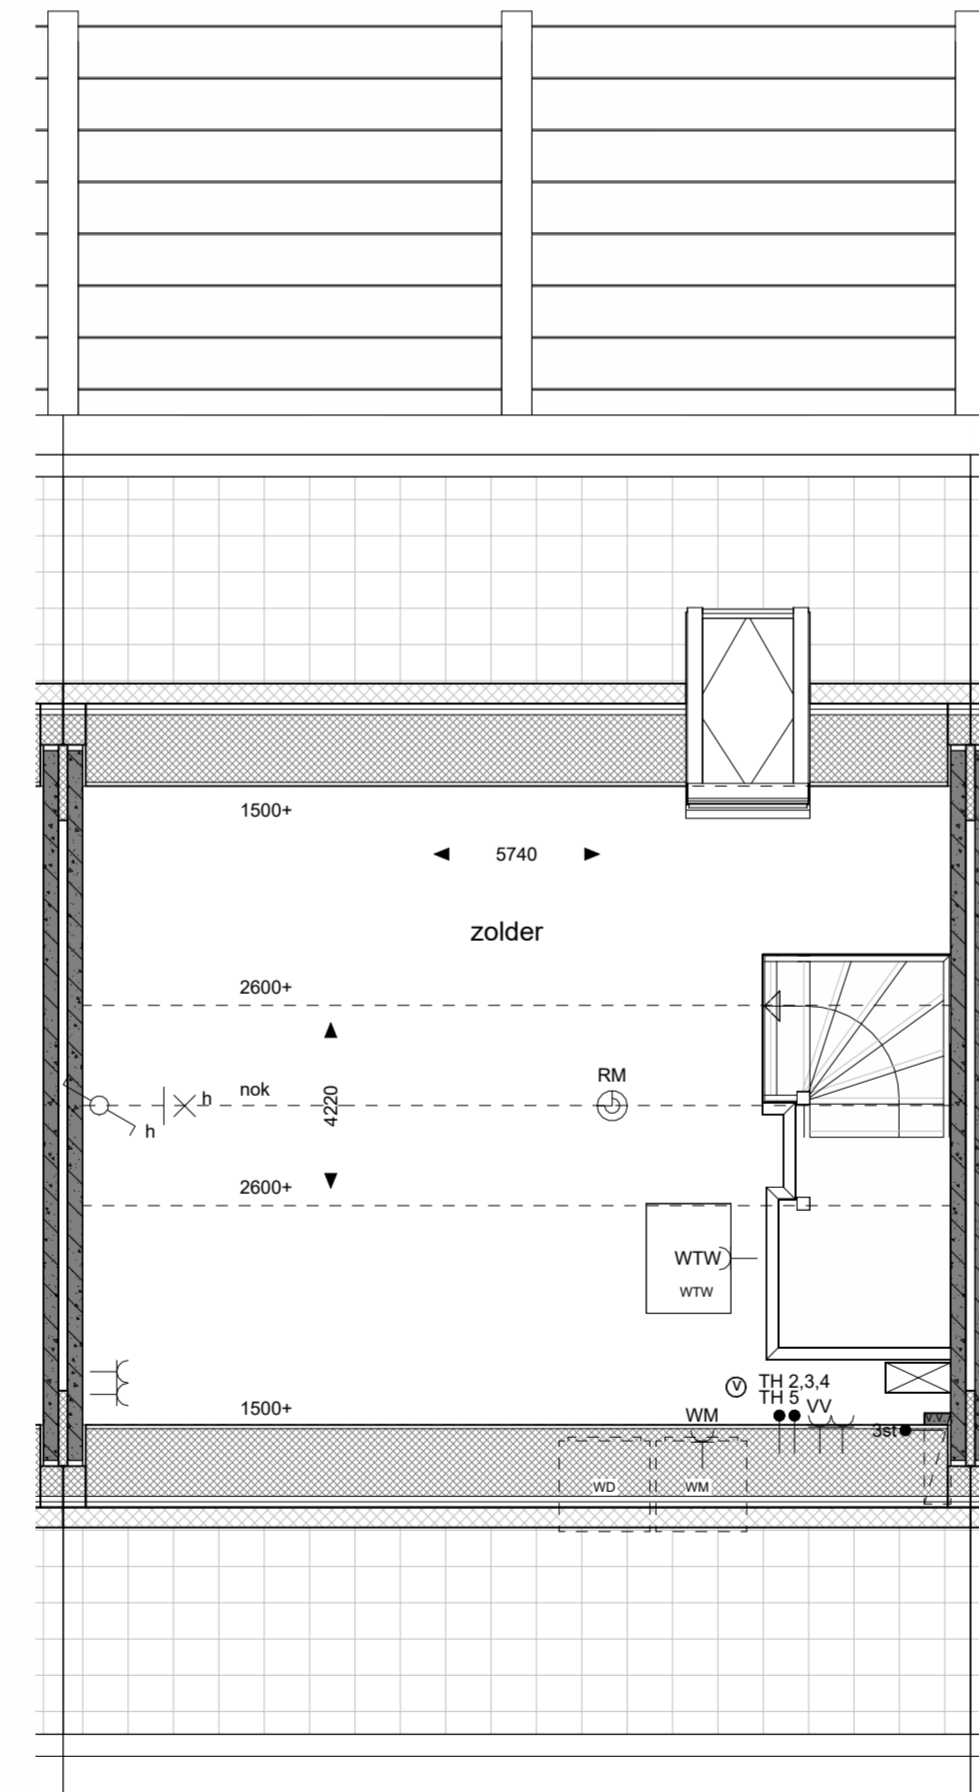 1500+
5740
zolder
2600+
RM
nok
h
4220
h
2600+
WTW
WTW
V
TH 2,3,4
TH 5
VV
1500+
WM
3st
v.v.
WD
WM